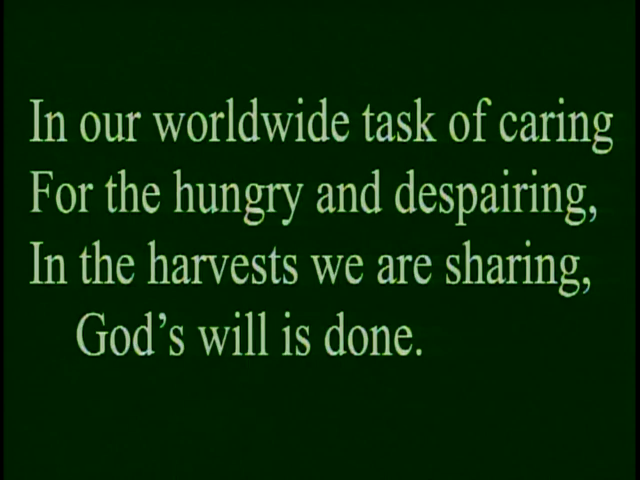 In our worldwide task of caring
For the hungry and despairing,
In the harvests we are sharing,
God's will is done.